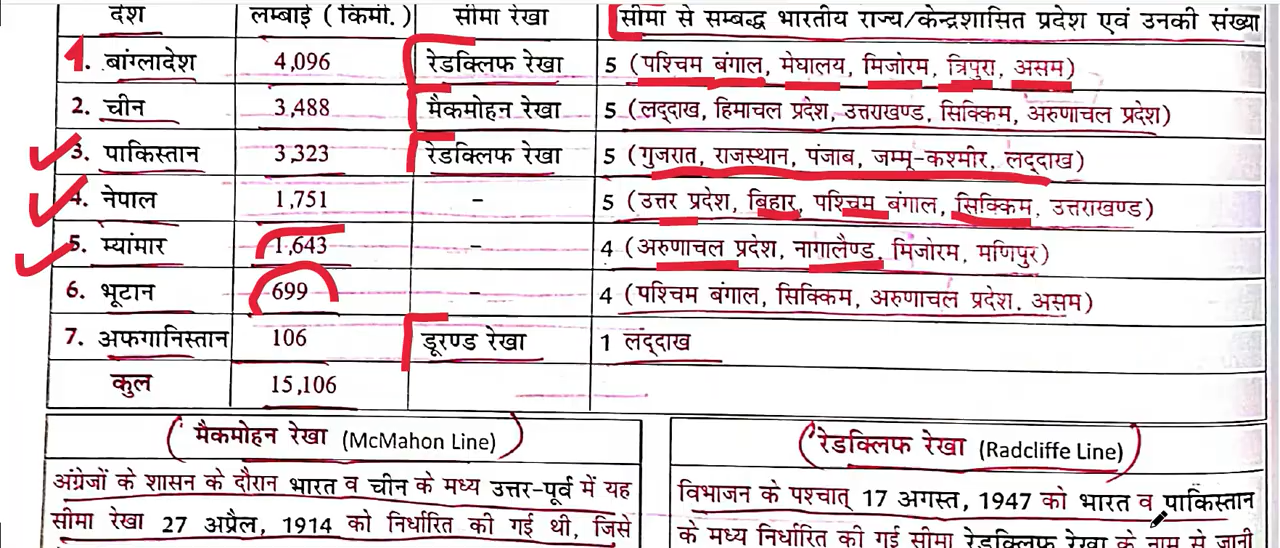 देश लम्बाई (किमी.) सीमा रेखा सीमा से सम्बद्ध भारतीय राज्य/केन्द्रशासित प्रदेश एवं उनकी संख्या
1. बांग्लादेश 4,096 रेडक्लिफ रेखा 5 (पश्चिम बंगाल, मेघालय, मिजोरम, त्रिपुरा, असम)
2. चीन 3,488 मैकमोहन रेखा 5 (लद्दाख, हिमाचल प्रदेश, उत्तराखण्ड, सिक्किम, अरुणाचल प्रदेश)
3. पाकिस्तान 3,323 रेडक्लिफ रेखा 5 (गुजरात, राजस्थान, पंजाब, जम्मू-कश्मीर. लद्दाख)
4. नेपाल 1,751 - 5 (उत्तर प्रदेश, बिहार, पश्चिम बंगाल, सिक्किम, उत्तराखण्ड)
5. म्यांमार 1,643 - 4 (अरुणाचल प्रदेश, नागालैण्ड, मिजोरम, मणिपुर)
6. भूटान 699 - 4 (पश्चिम बंगाल, सिक्किम, अरुणाचल प्रदेश. असम)
7. अफगानिस्तान 106 डूरण्ड रेखा 1 लद्दाख
कुल 15,106
मैकमोहन रेखा (McMahon Line)
अंग्रेजों के शासन के दौरान भारत व चीन के मध्य उत्तर-पूर्व में यह
सीमा रेखा 27 अप्रैल, 1914 को निर्धारित की गई थी, जिसे
रेडक्लिफ रेखा (Radcliffe Line)
विभाजन के पश्चात् 17 अगस्त, 1947 को भारत व पाकिस्तान
के मध्य निर्धारित की गई सीमा रेडक्लिफ रेखा के नाम से जानी